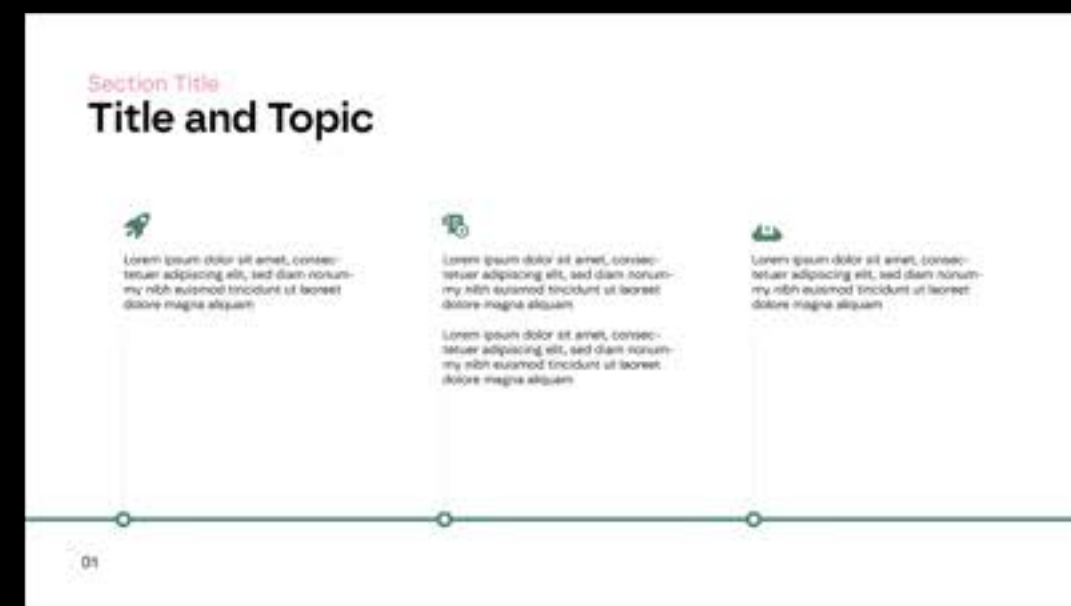 Section Title
Title and Topic
Lorem ipsum dolor sit amet, consec-
tetuer adipiscing elit, sed diam nonum-
my nibh euismod tincidunt ut laoreet
dolore magna aliquam
Lorem ipsum dolor sit amet, consec-
tetuer adipiscing elit, sed diam nonum-
my nibh euismod tincidunt ut laoreet
dolore magna aliquam
Lorem ipsum dolor sit amet, consec-
tetuer adipiscing elit, sed diam nonum-
my nibh euismod tincidunt ut laoreet
dolore magna aliquam
Lorem ipsum dolor sit amet, consec-
tetuer adipiscing elit, sed diam nonum-
my nibh euismod tincidunt ut laoreet
dolore magna aliquam
01